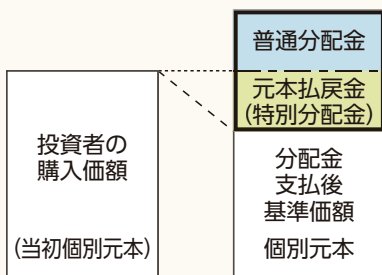 投資者の
購入価額
(当初個別元本)
普通分配金
元本払戻金
(特別分配金)
分配金
支払後
基準価額
個別元本